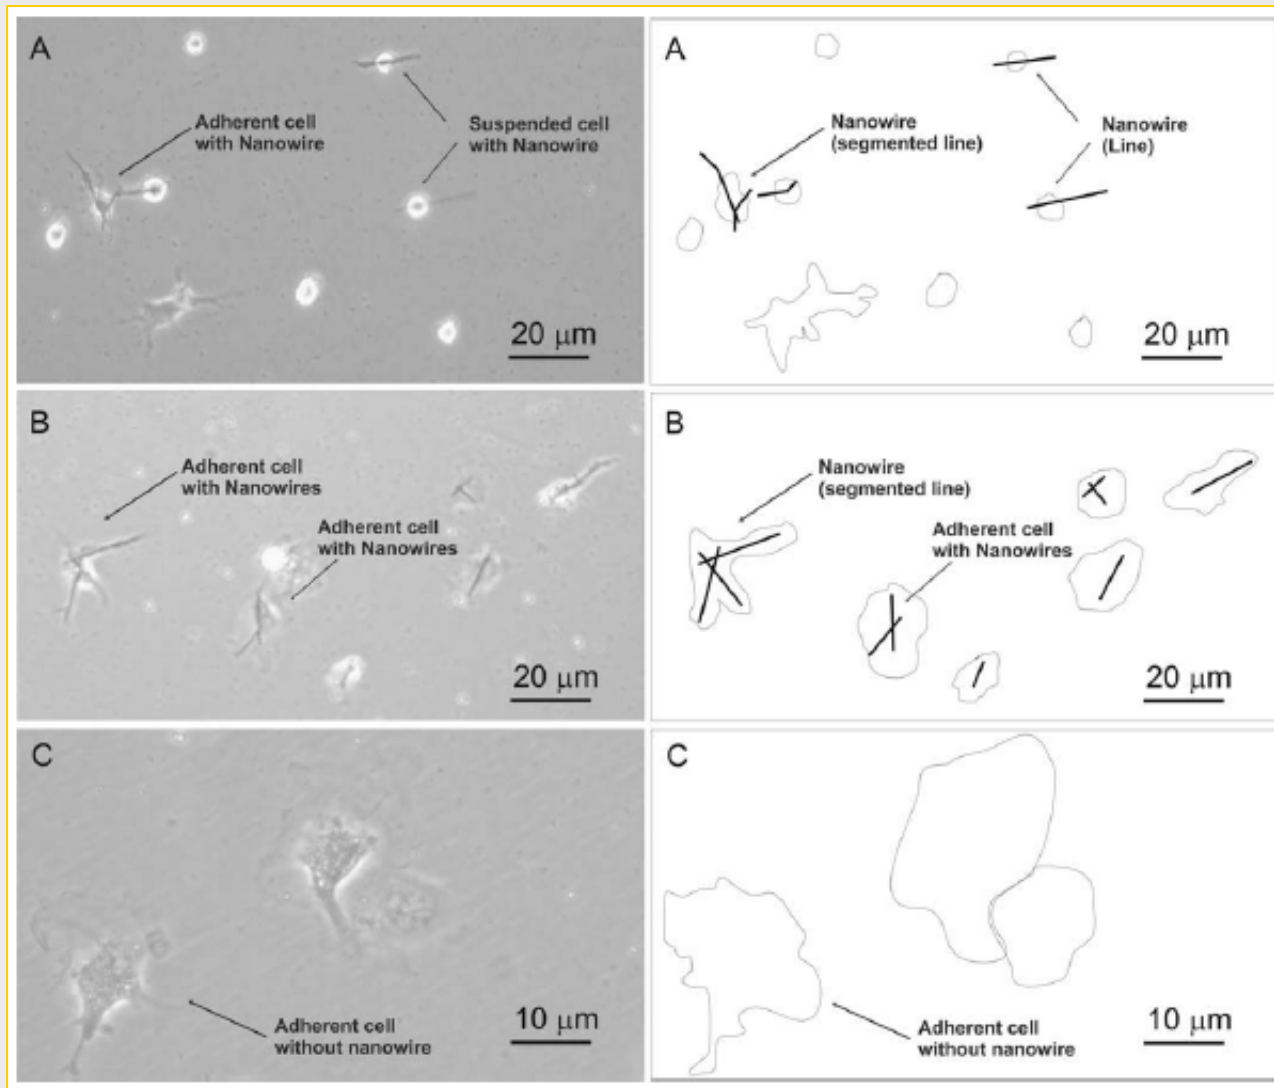 A
Adherent cell
with Nanowire
Suspended cell
with Nanowire
20 μm
A
Nanowire
(segmented line)
Nanowire
(Line)
20 μm
B
Adherent cell
with Nanowires
Adherent cell
with Nanowires
20 μm
B
Nanowire
(segmented line)
Adherent cell
with Nanowires
20 μm
C
Adherent cell
without nanowire
10 μm
C
Adherent cell
without nanowire
10 μm